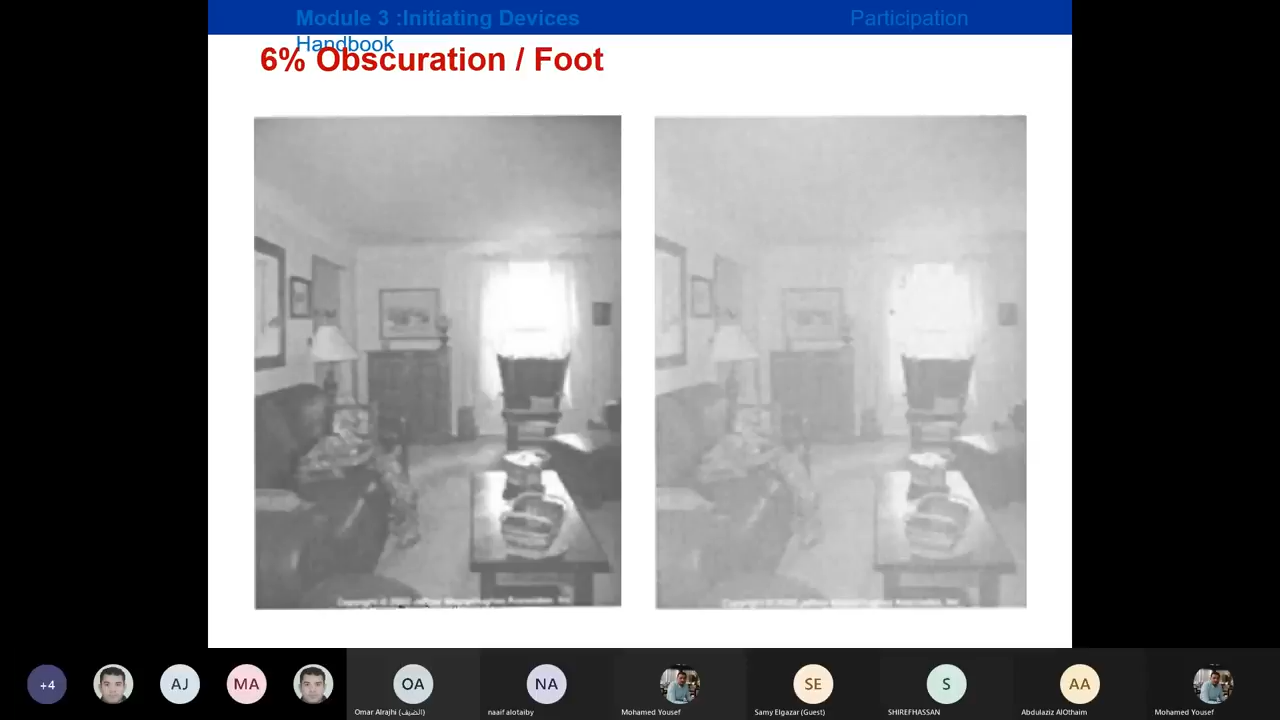 Module 3 :Initiating Devices Participation
Handbook
6% Obscuration / Foot
+4
AJ
MA
OA
NA
SE
S
AA
Omar Alrajhi (الضيف)
naaif alotaiby
Mohamed Yousef
Samy Elgazar (Guest)
SHIREFHASSAN
Abdulaziz AlOthaim
Mohamed Yousef